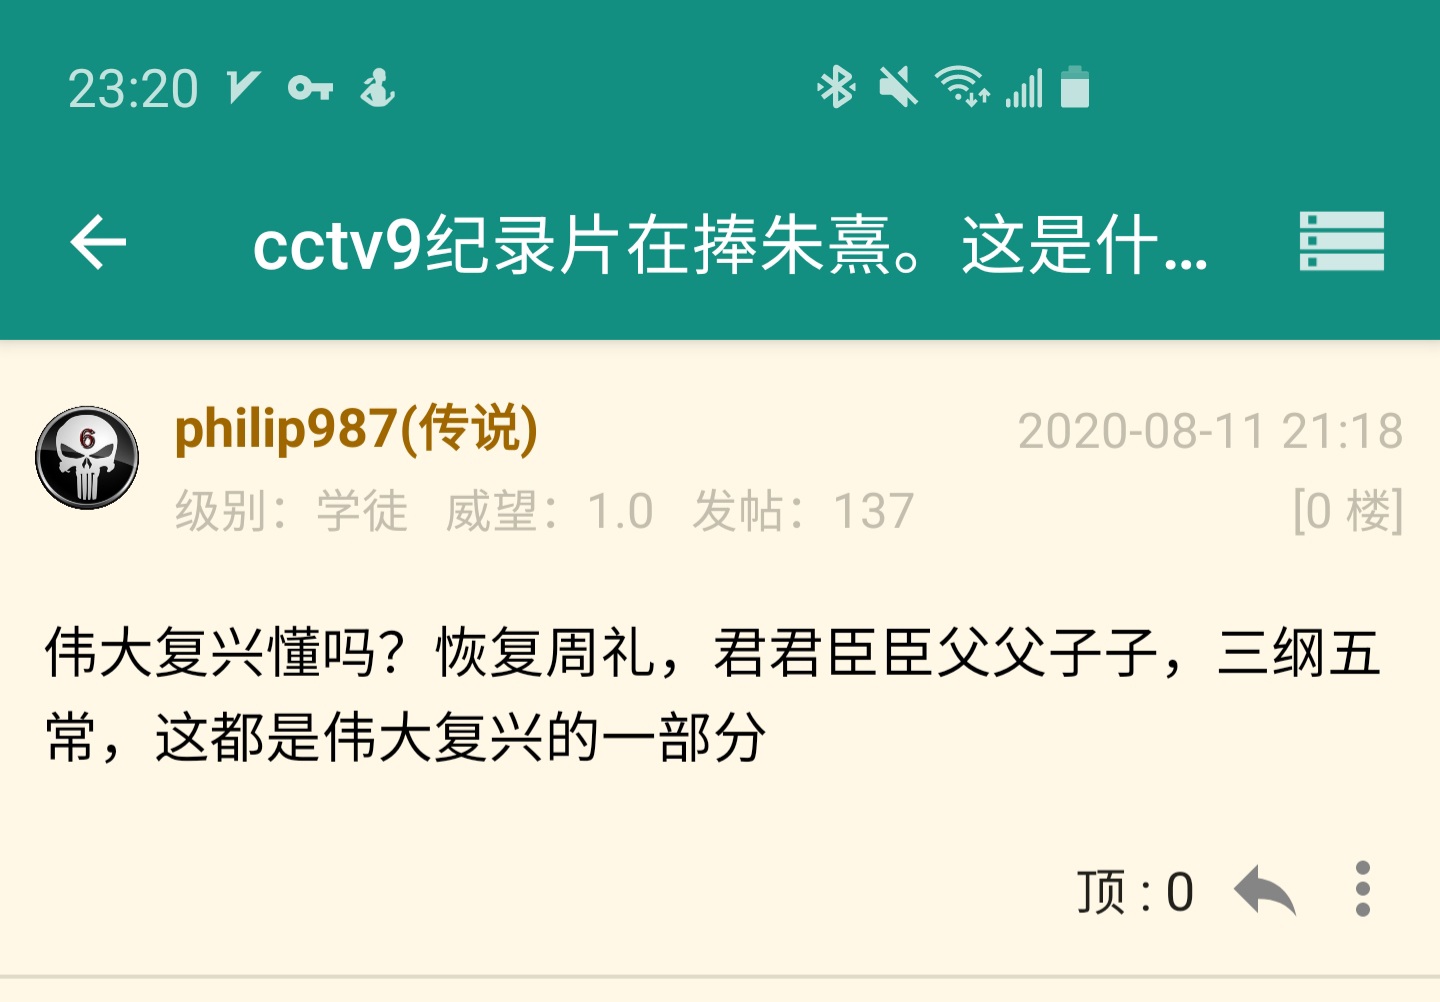 23:20
cctv9纪录片在捧朱熹。这是什...
6
philip987(传说)
2020-08-11 21:18
级别：学徒 威望：1.0 发帖：137
[0 楼]
伟大复兴懂吗？恢复周礼，君君臣臣父父子子，三纲五
常，这都是伟大复兴的一部分
顶 : 0